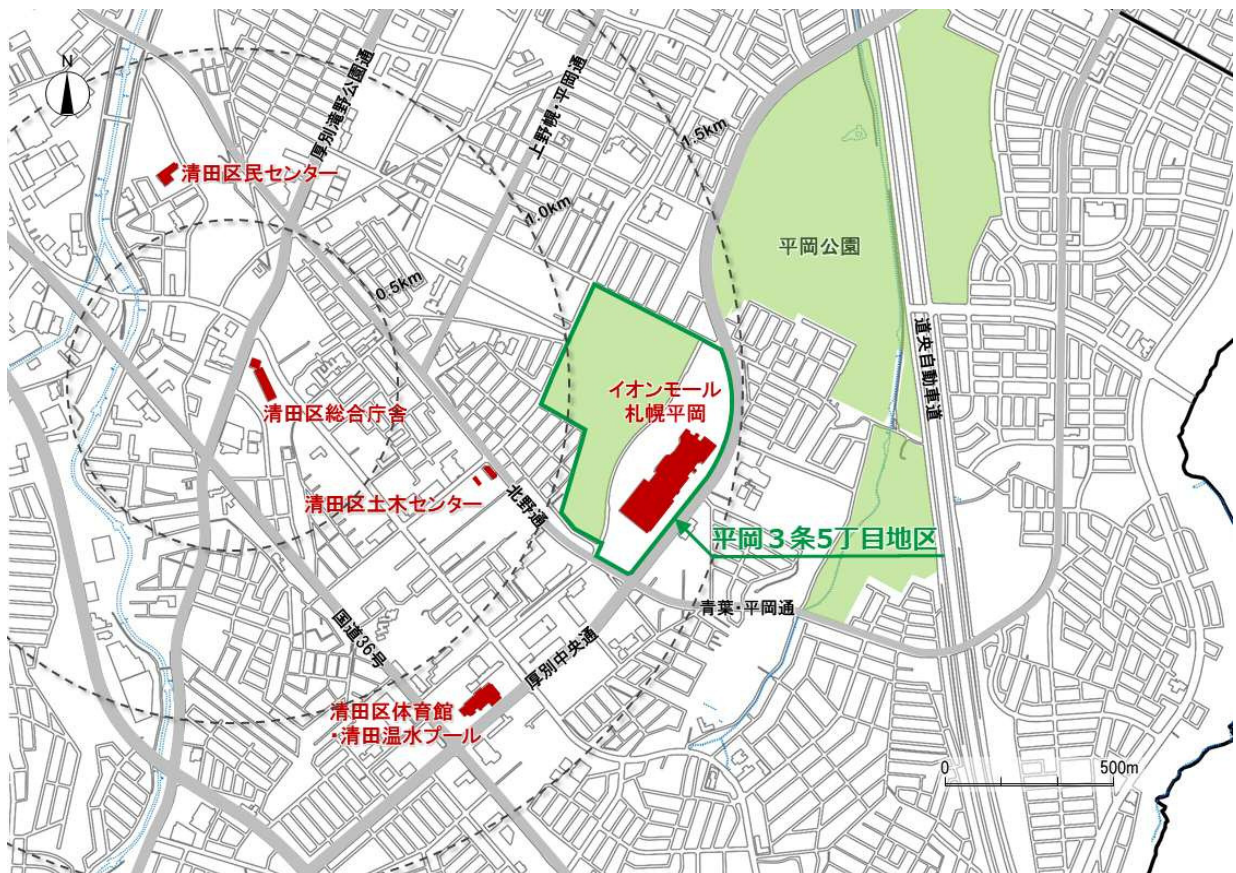 N
厚別滝野公園通
上野幌・平岡通
1.5km
清田区民センター
1.0km
平岡公園
0.5km
道央自動車道
イオンモール
札幌平岡
清田区総合庁舎
清田区土木センター
北野通
平岡３条5丁目地区
青葉・平岡通
国道36号
厚別中央通
清田区体育館
・清田温水プール
0
500m